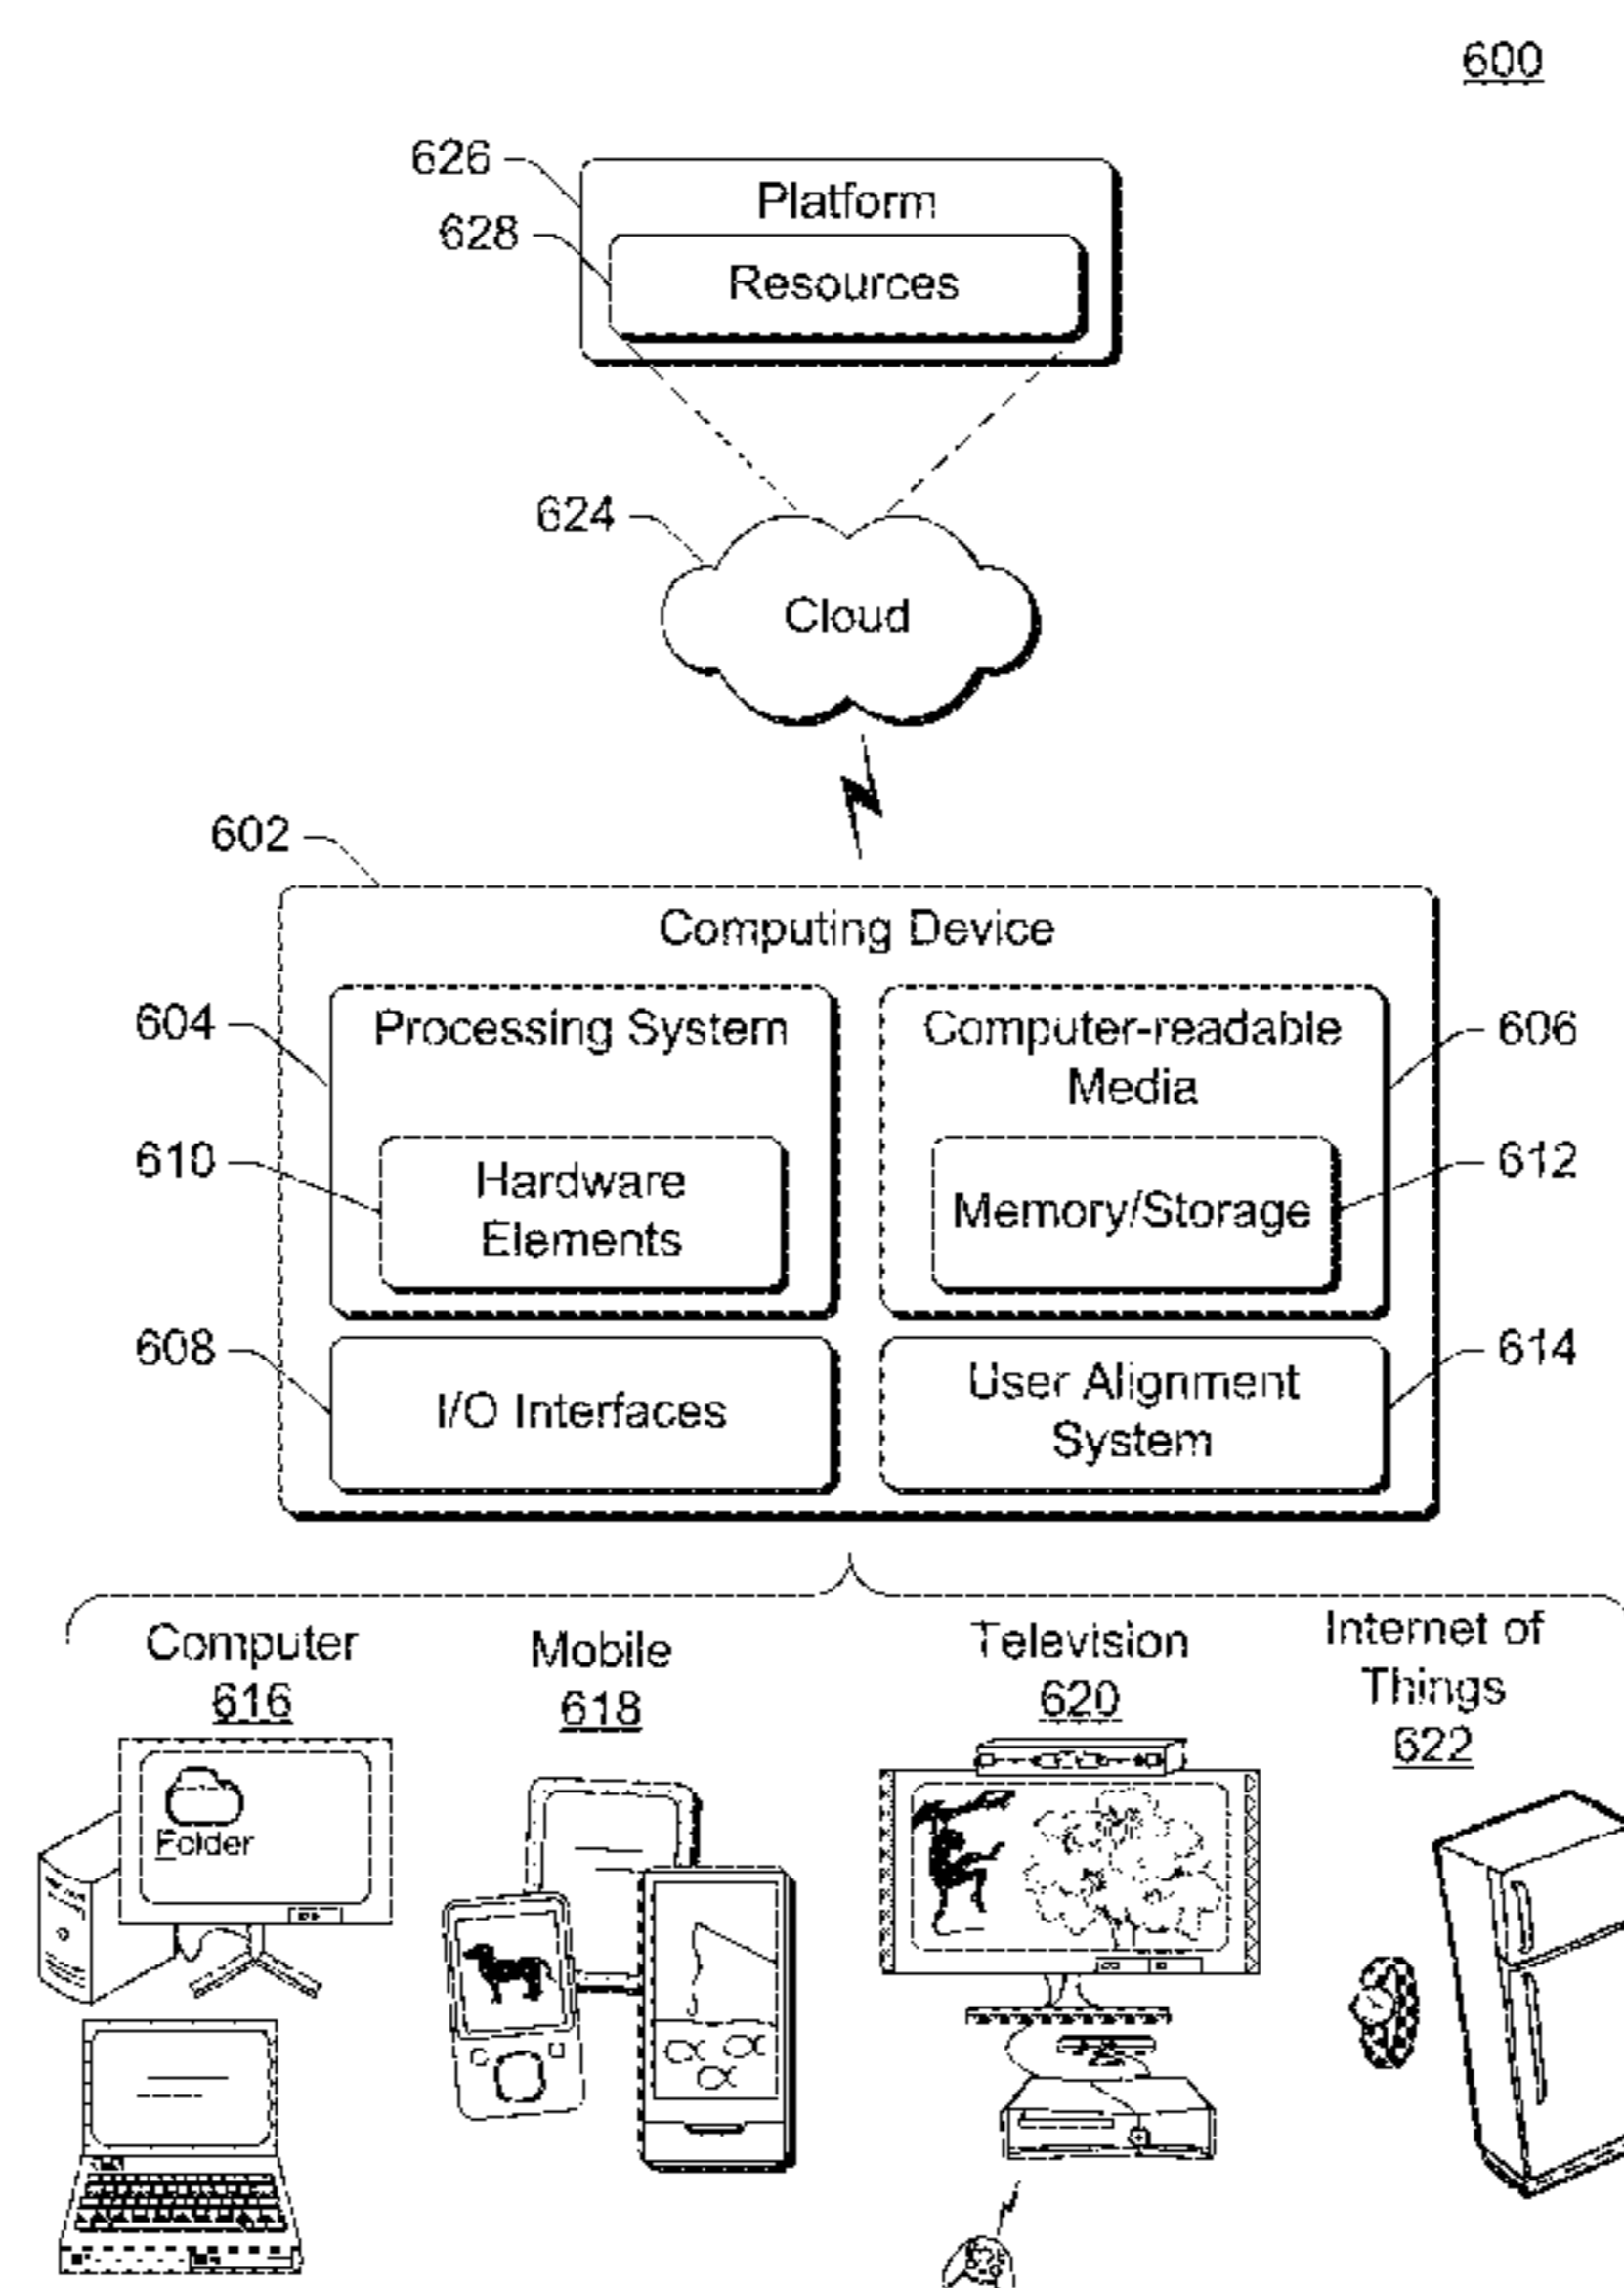 600
626
Platform
628
Resources
624
Cloud
602
Computing Device
604
Processing System
Computer-readable
Media
606
610
Hardware
Elements
Memory/Storage
612
608
I/O Interfaces
User Alignment
System
614
Computer
616
Mobile
618
Television
620
Internet of
Things
622
Folder